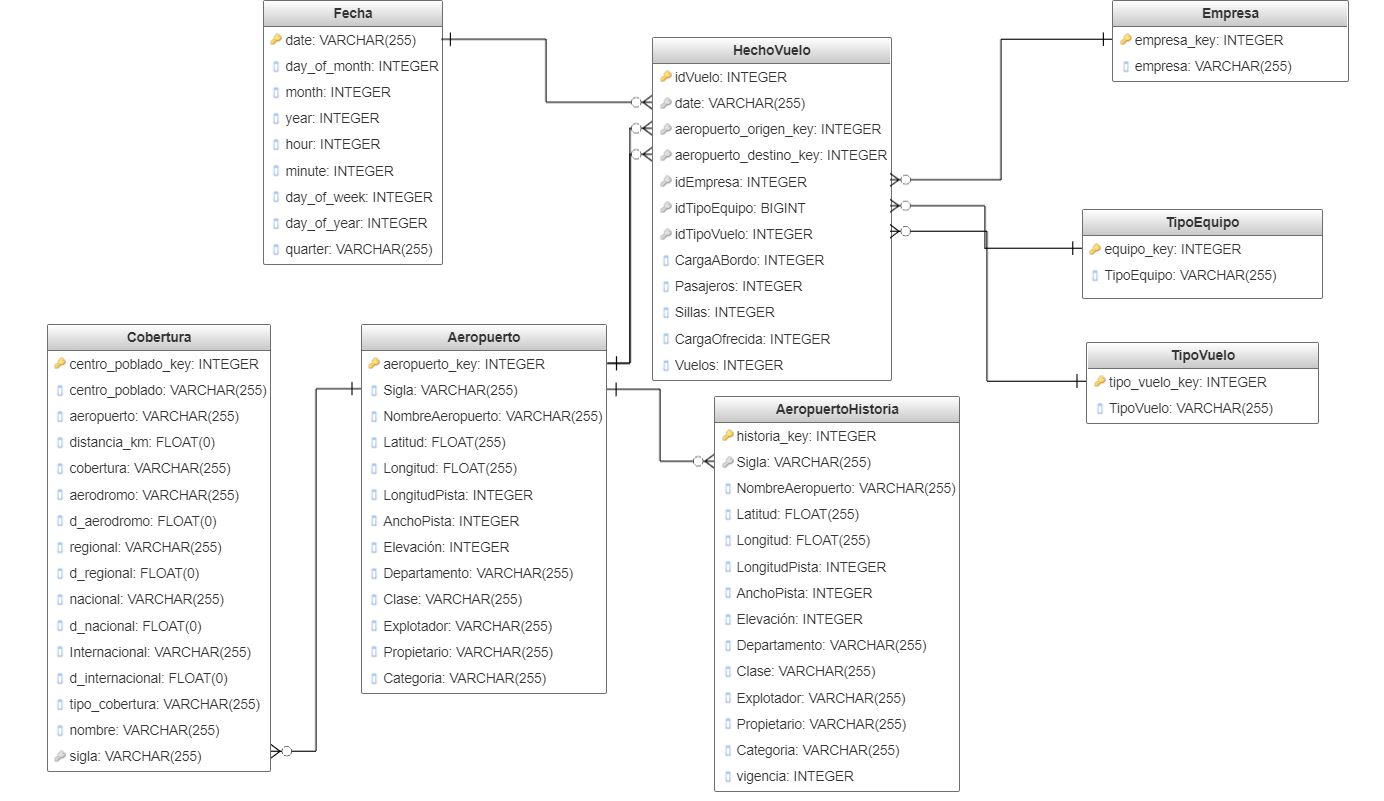 Fecha
date: VARCHAR(255)
day_of_month: INTEGER
month: INTEGER
year: INTEGER
hour: INTEGER
minute: INTEGER
day_of_week: INTEGER
day_of_year: INTEGER
quarter: VARCHAR(255)
HechoVuelo
idVuelo: INTEGER
date: VARCHAR(255)
aeropuerto_origen_key: INTEGER
aeropuerto_destino_key: INTEGER
idEmpresa: INTEGER
idTipoEquipo: BIGINT
idTipoVuelo: INTEGER
CargaABordo: INTEGER
Pasajeros: INTEGER
Sillas: INTEGER
CargaOfrecida: INTEGER
Vuelos: INTEGER
Empresa
empresa_key: INTEGER
empresa: VARCHAR(255)
TipoEquipo
equipo_key: INTEGER
TipoEquipo: VARCHAR(255)
TipoVuelo
tipo_vuelo_key: INTEGER
TipoVuelo: VARCHAR(255)
Cobertura
centro_poblado_key: INTEGER
centro_poblado: VARCHAR(255)
aeropuerto: VARCHAR(255)
distancia_km: FLOAT(0)
cobertura: VARCHAR(255)
aerodromo: VARCHAR(255)
d_aerodromo: FLOAT(0)
regional: VARCHAR(255)
d_regional: FLOAT(0)
nacional: VARCHAR(255)
d_nacional: FLOAT(0)
Internacional: VARCHAR(255)
d_internacional: FLOAT(0)
tipo_cobertura: VARCHAR(255)
nombre: VARCHAR(255)
sigla: VARCHAR(255)
Aeropuerto
aeropuerto_key: INTEGER
Sigla: VARCHAR(255)
NombreAeropuerto: VARCHAR(255)
Latitud: FLOAT(255)
Longitud: FLOAT(255)
LongitudPista: INTEGER
AnchoPista: INTEGER
Elevación: INTEGER
Departamento: VARCHAR(255)
Clase: VARCHAR(255)
Explotador: VARCHAR(255)
Propietario: VARCHAR(255)
Categoria: VARCHAR(255)
AeropuertoHistoria
historia_key: INTEGER
Sigla: VARCHAR(255)
NombreAeropuerto: VARCHAR(255)
Latitud: FLOAT(255)
Longitud: FLOAT(255)
LongitudPista: INTEGER
AnchoPista: INTEGER
Elevación: INTEGER
Departamento: VARCHAR(255)
Clase: VARCHAR(255)
Explotador: VARCHAR(255)
Propietario: VARCHAR(255)
Categoria: VARCHAR(255)
vigencia: INTEGER